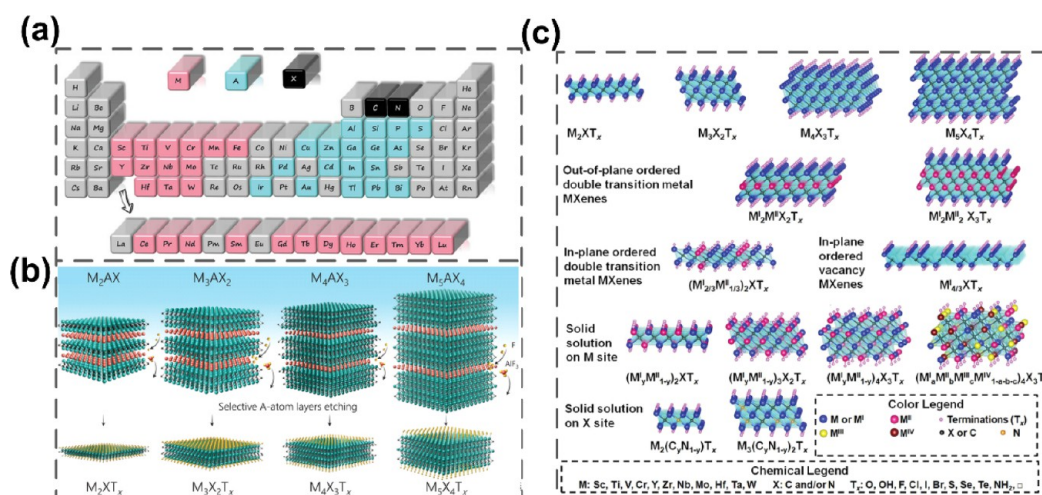 (a)
M A X
H He
Li Be B C N O F Ne
Na Mg Al Si P S Cl Ar
K Ca Sc Ti V Cr Mn Fe Co Ni Cu Zn Ga Ge As Se Br Kr
Rb Sr Y Zr Nb Mo Tc Ru Rh Pd Ag Cd In Sn Sb Te I Xe
Cs Ba Hf Ta W Re Os Ir Pt Au Hg Tl Pb Bi Po At Rn
La Ce Pr Nd Pm Sm Eu Gd Tb Dy Ho Er Tm Yb Lu
(b)
M₂AX M₃AX₂ M₄AX₃ M₅AX₄
F
AlF₃
Selective A-atom layers etching
M₂XTₓ M₃X₂Tₓ M₄X₃Tₓ M₅X₄Tₓ
(c)
M₂XTₓ M₃X₂Tₓ M₄X₃Tₓ M₅X₄Tₓ
Out-of-plane ordered
double transition metal
MXenes
Mᴵ₂MᴵᴵX₂Tₓ Mᴵ₂Mᴵᴵ₂ X₃Tₓ
In-plane ordered
double transition
metal MXenes
(Mᴵ₂/₃Mᴵᴵ₁/₃)₂XTₓ
In-plane
ordered
vacancy
MXenes
Mᴵ₄/₃XTₓ
Solid
solution
on M site
(MᴵyMᴵᴵ₁₋y)₂XTₓ (MᴵyMᴵᴵ₁₋y)₃X₂Tₓ (MᴵyMᴵᴵ₁₋y)₄X₃Tₓ (MᴵₐMᴵᴵbMᴵᴵᴵcMᴵⱽ₁₋ₐ₋b₋c)₄X₃T
Solid solution
on X site
M₂(CyN₁₋y)Tₓ M₃(CyN₁₋y)₂Tₓ
Color Legend
M or Mᴵ Mᴵᴵ Terminations (Tₓ)
Mᴵᴵᴵ Mᴵⱽ X or C N
Chemical Legend
M: Sc, Ti, V, Cr, Y, Zr, Nb, Mo, Hf, Ta, W X: C and/or N Tₓ: O, OH, F, Cl, I, Br, S, Se, Te, NH₂, □